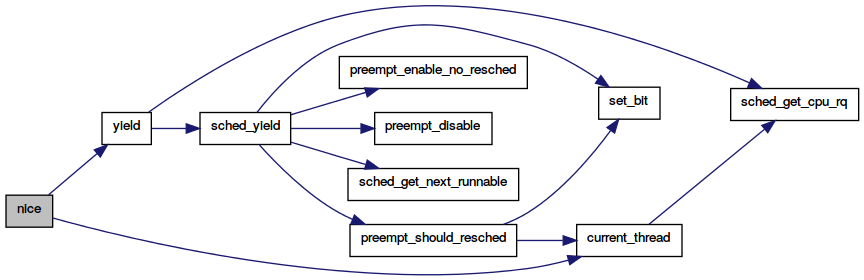 nice
yield
sched_yield
preempt_enable_no_resched
preempt_disable
sched_get_next_runnable
preempt_should_resched
set_bit
current_thread
sched_get_cpu_rq